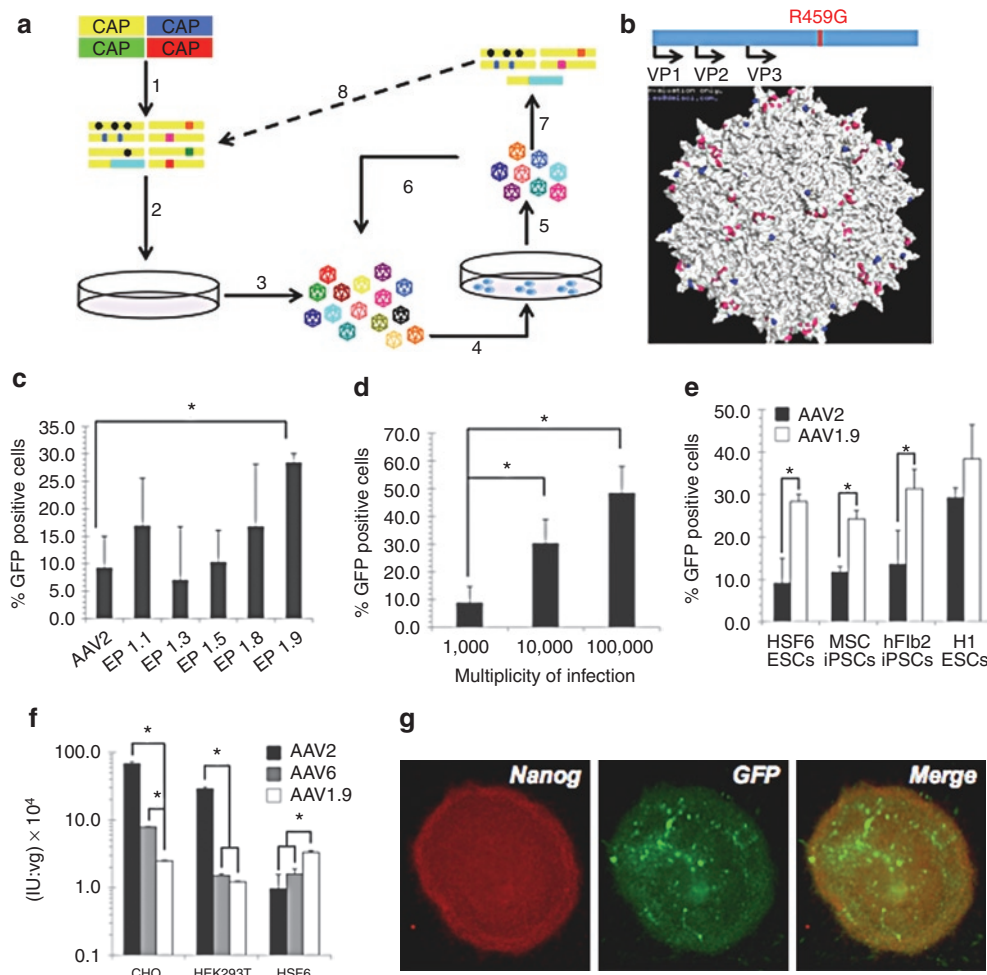 a
CAP CAP
CAP CAP
1
2
3
4
5
6
7
8
b
R459G
VP1 VP2 VP3
c
% GFP positive cells
35.0
30.0
25.0
20.0
15.0
10.0
5.0
0.0
*
AAV2 EP 1.1 EP 1.3 EP 1.5 EP 1.8 EP 1.9
d
% GFP positive cells
70.0
60.0
50.0
40.0
30.0
20.0
10.0
0.0
*
*
1,000 10,000 100,000
Multiplicity of infection
e
% GFP positive cells
50.0
40.0
30.0
20.0
10.0
0.0
AAV2
AAV1.9
* * *
HSF6 MSC hFIb2 H1
ESCs iPSCs iPSCs ESCs
f
(IU:vg) × 10⁴
100.0
10.0
1.0
0.1
AAV2
AAV6
AAV1.9
* *
*
*
CHO HEK293T HSF6
g
Nanog GFP Merge